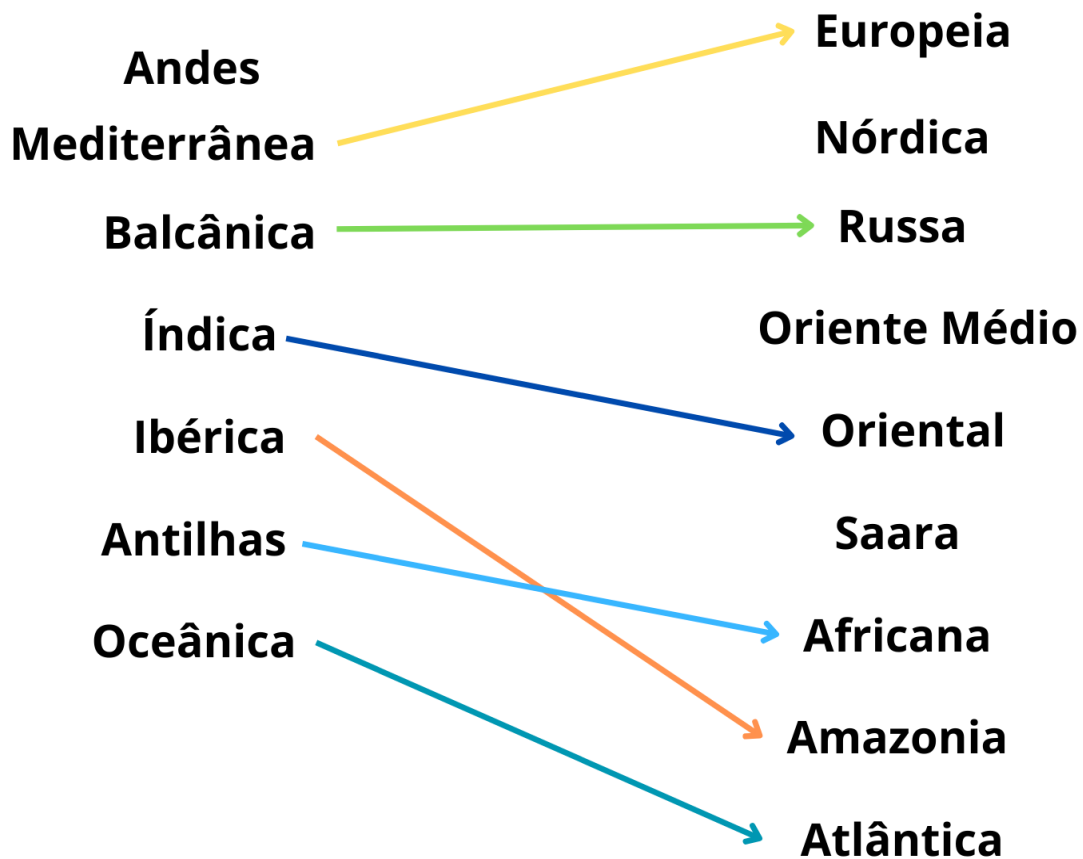 Andes
Mediterrânea
Balcânica
Índica
Ibérica
Antilhas
Oceânica
Europeia
Nórdica
Russa
Oriente Médio
Oriental
Saara
Africana
Amazonia
Atlântica